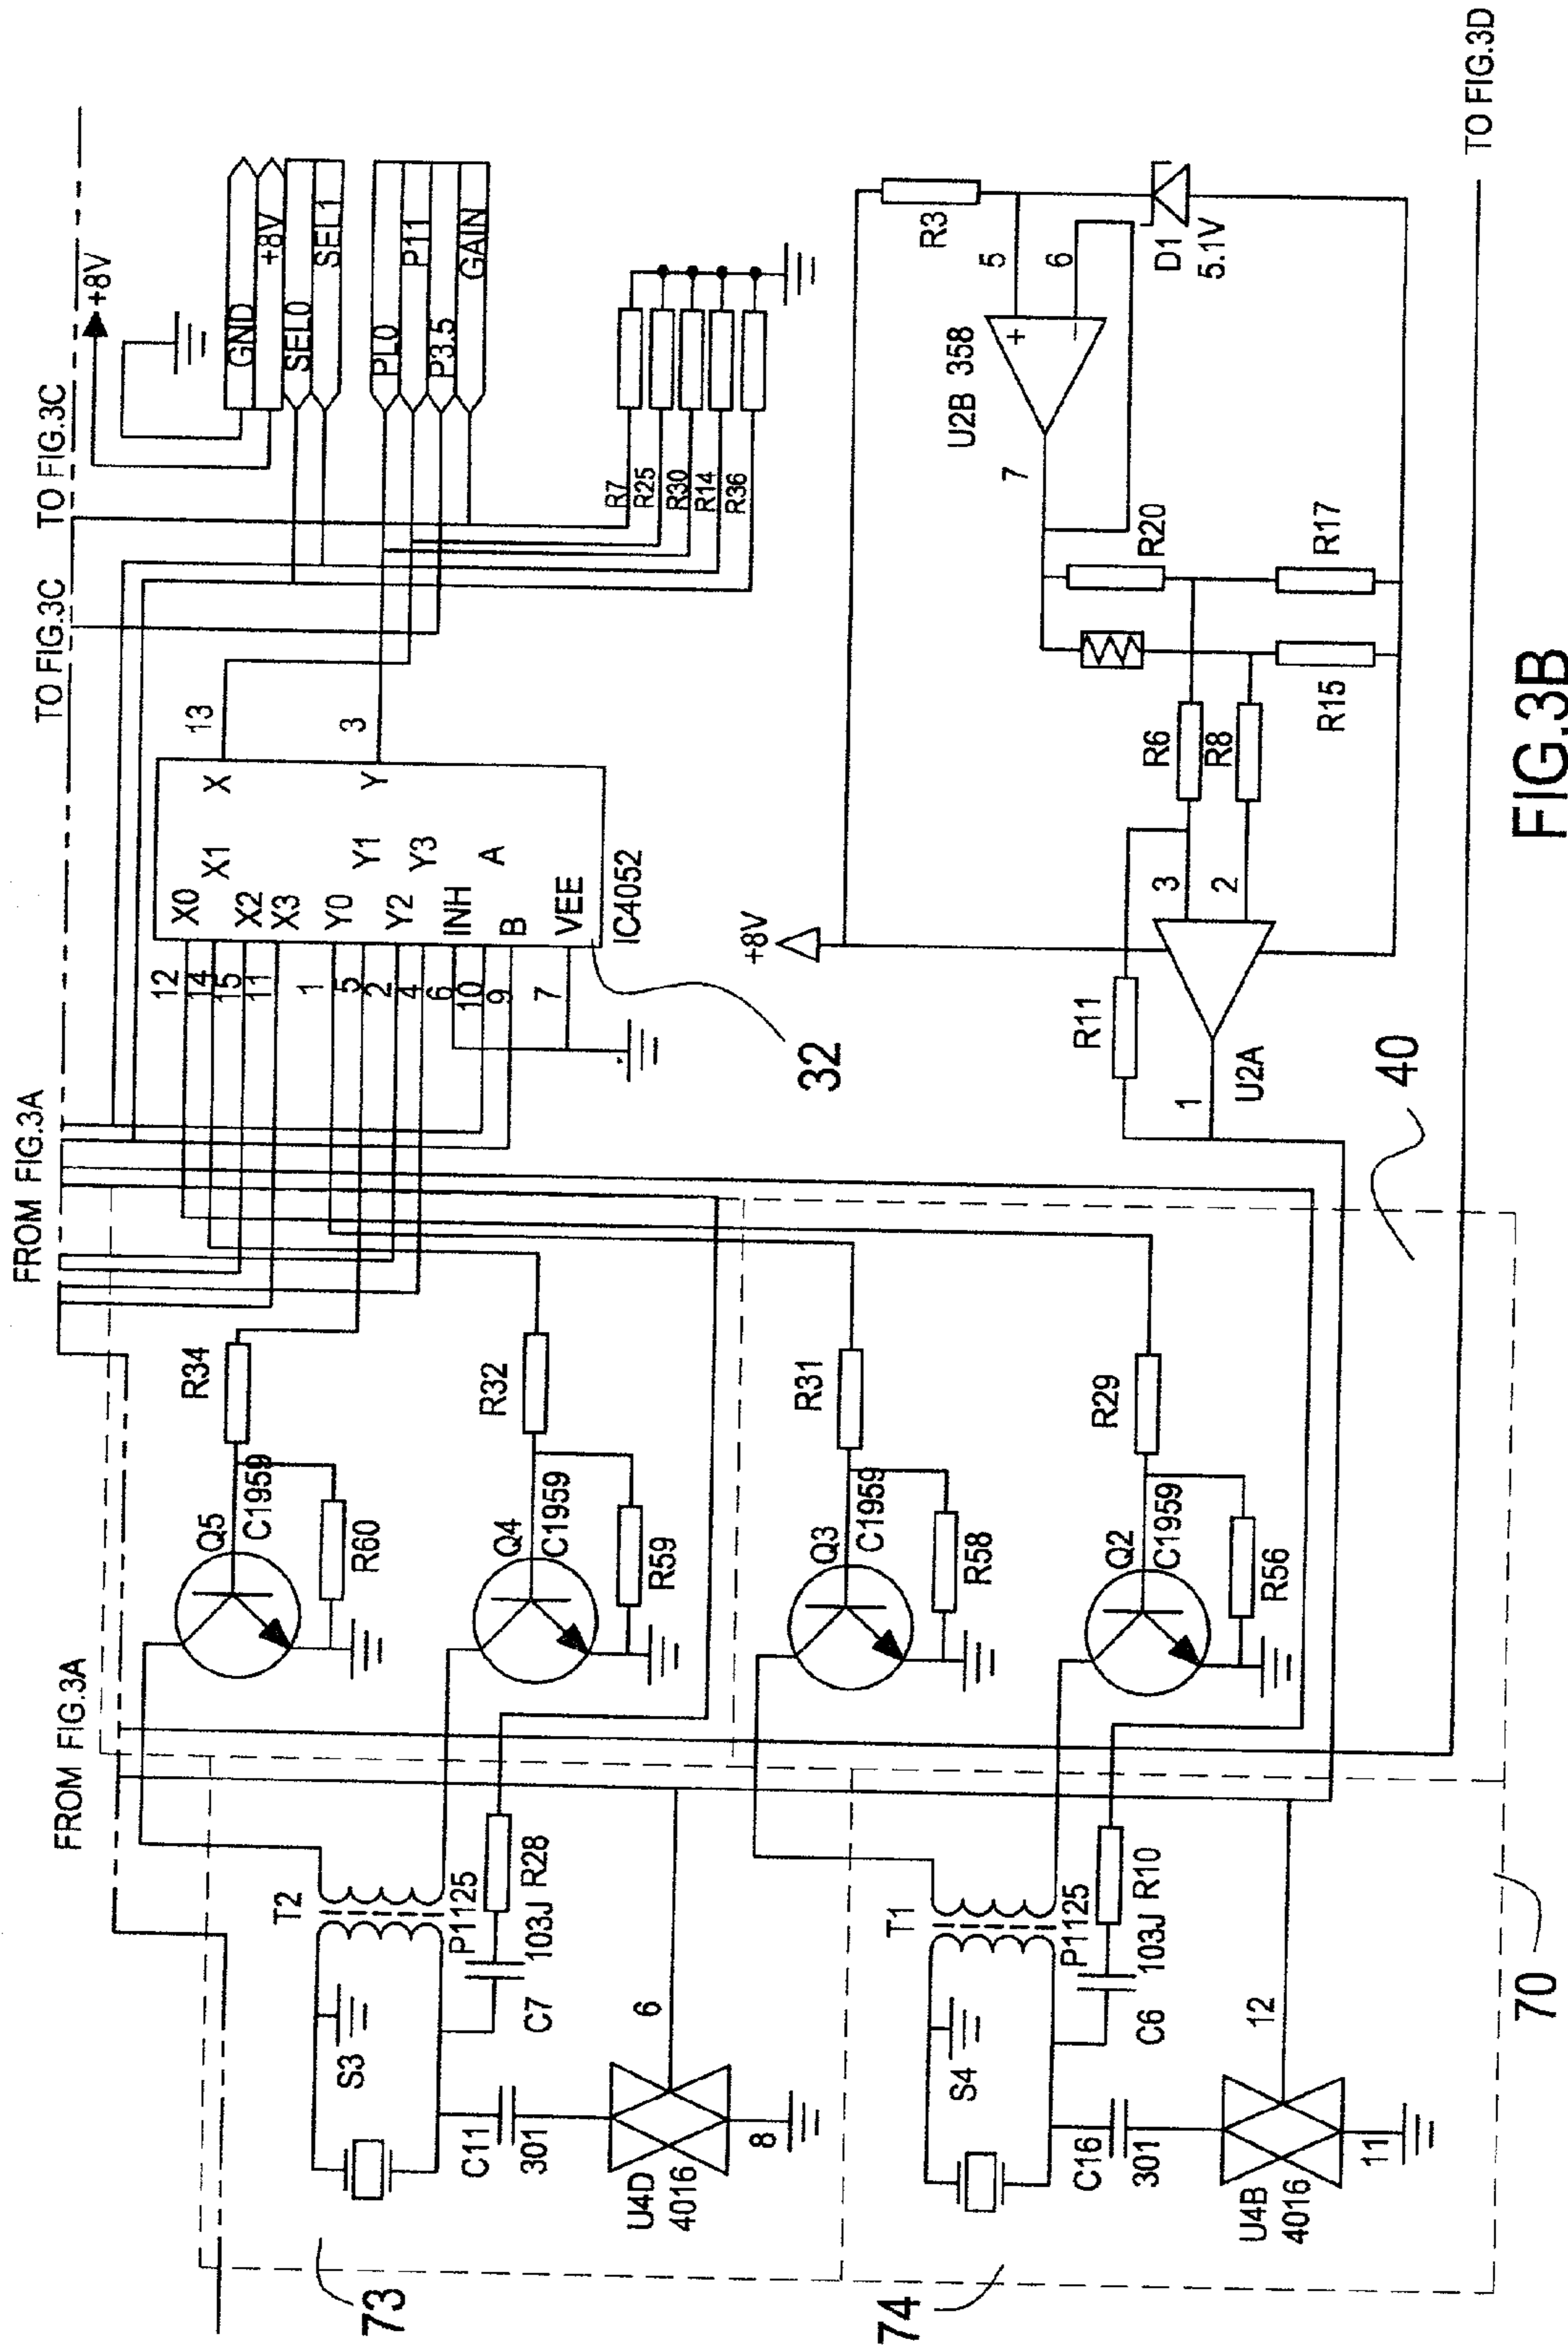 FROM FIG.3A
FROM FIG.3A
TO FIG.3C
TO FIG.3C
+8V
GND
+8V
SEL0
SEL1
PL0
P11
P3.5
GAIN
R7
R25
R30
R14
R36
12
14
15
11
1
5
2
4
6
10
9
7
X0
X1
X2
X3
Y0
Y1
Y2
Y3
INH
A
B
VEE
X
Y
13
3
IC4052
32
R34
Q5
C1959
R60
R32
Q4
C1959
R59
R31
Q3
C1959
R58
R29
Q2
C1959
R56
T2
P1125
S3
R28
103J
C7
C11
301
6
U4D
4016
8
73
T1
P1125
S4
R10
103J
C6
C16
301
12
U4B
4016
11
74
70
40
+8V
R11
1
U2A
3
2
R6
R8
R15
R17
R20
7
U2B 358
+
5
6
R3
D1
5.1V
TO FIG.3D
FIG.3B